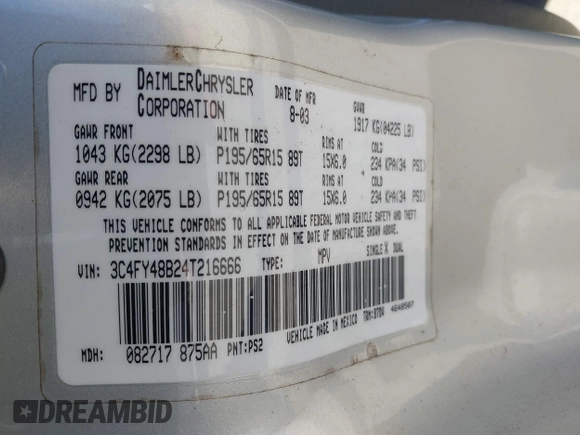 MFD BY DAIMLERCHRYSLER CORPORATION
DATE OF MFR 8-03
GVWR 1917 KG(04225 LB)
GAWR FRONT WITH TIRES RIMS AT COLD
1043 KG(2298 LB) P195/65R15 89T 15X6.0 234 KPA(34 PSI)
GAWR REAR WITH TIRES RIMS AT COLD
0942 KG(2075 LB) P195/65R15 89T 15X6.0 234 KPA(34 PSI)
THIS VEHICLE CONFORMS TO ALL APPLICABLE FEDERAL MOTOR VEHICLE SAFETY AND THEFT
PREVENTION STANDARDS IN EFFECT ON THE DATE OF MANUFACTURE SHOWN ABOVE.
VIN: 3C4FY48B24T216666 TYPE: MPV SINGLE X DUAL
MDH: 082717 875AA PNT:PS2 VEHICLE MADE IN MEXICO TRM:X7D4 4648507
DREAMBID